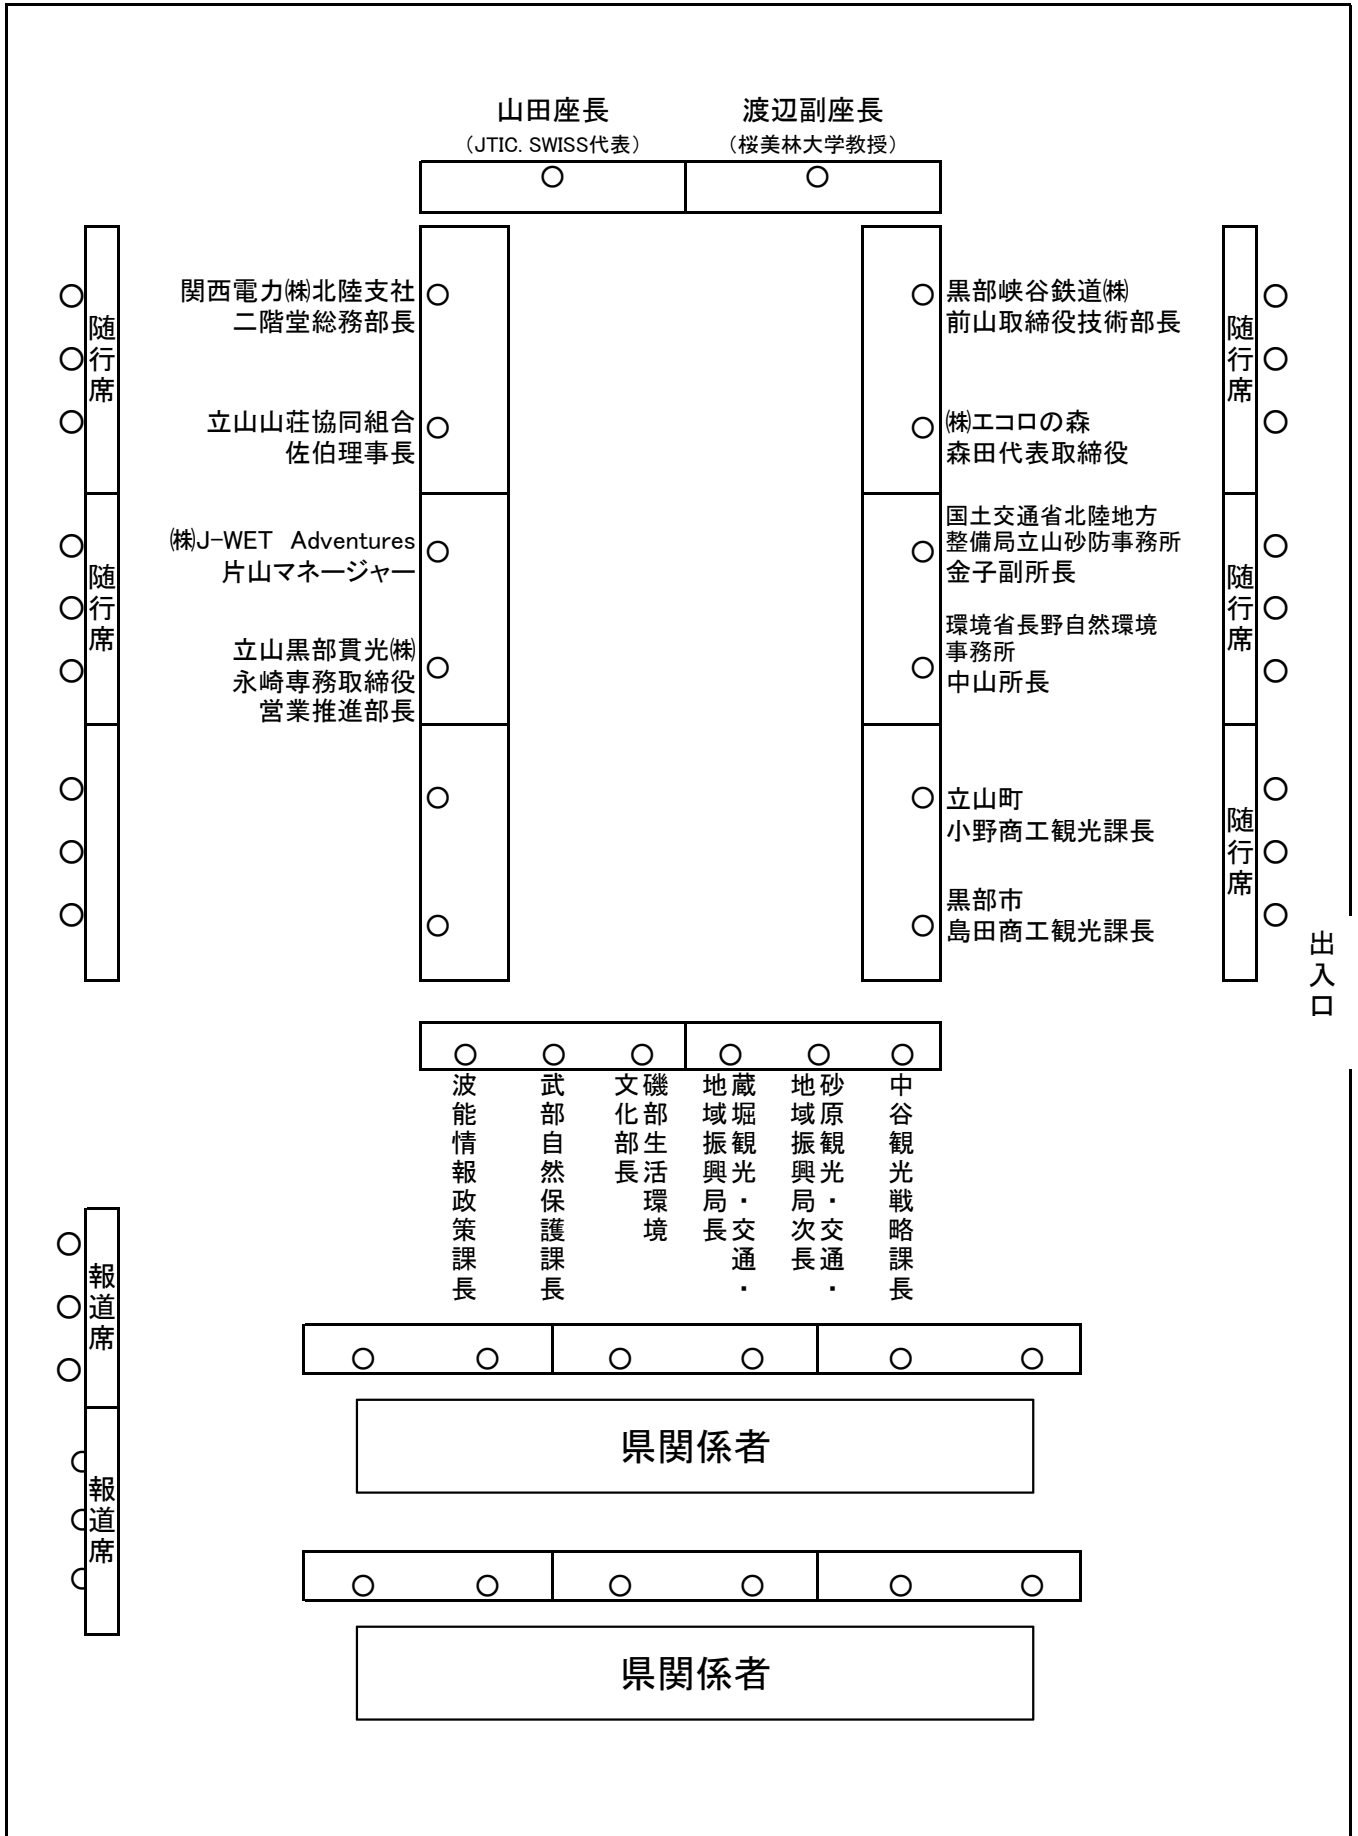 山田座長
（JTIC. SWISS代表）
渡辺副座長
（桜美林大学教授）
随行席
随行席
関西電力㈱北陸支社
二階堂総務部長
立山山荘協同組合
佐伯理事長
㈱J-WET Adventures
片山マネージャー
立山黒部貫光㈱
永崎専務取締役
営業推進部長
黒部峡谷鉄道㈱
前山取締役技術部長
㈱エコロの森
森田代表取締役
国土交通省北陸地方
整備局立山砂防事務所
金子副所長
環境省長野自然環境
事務所
中山所長
立山町
小野商工観光課長
黒部市
島田商工観光課長
随行席
随行席
随行席
出入口
波能情報政策課長
武部自然保護課長
磯部生活環境
文化部長
蔵堀観光・交通・
地域振興局長
砂原観光・交通・
地域振興局次長
中谷観光戦略課長
報道席
報道席
県関係者
県関係者